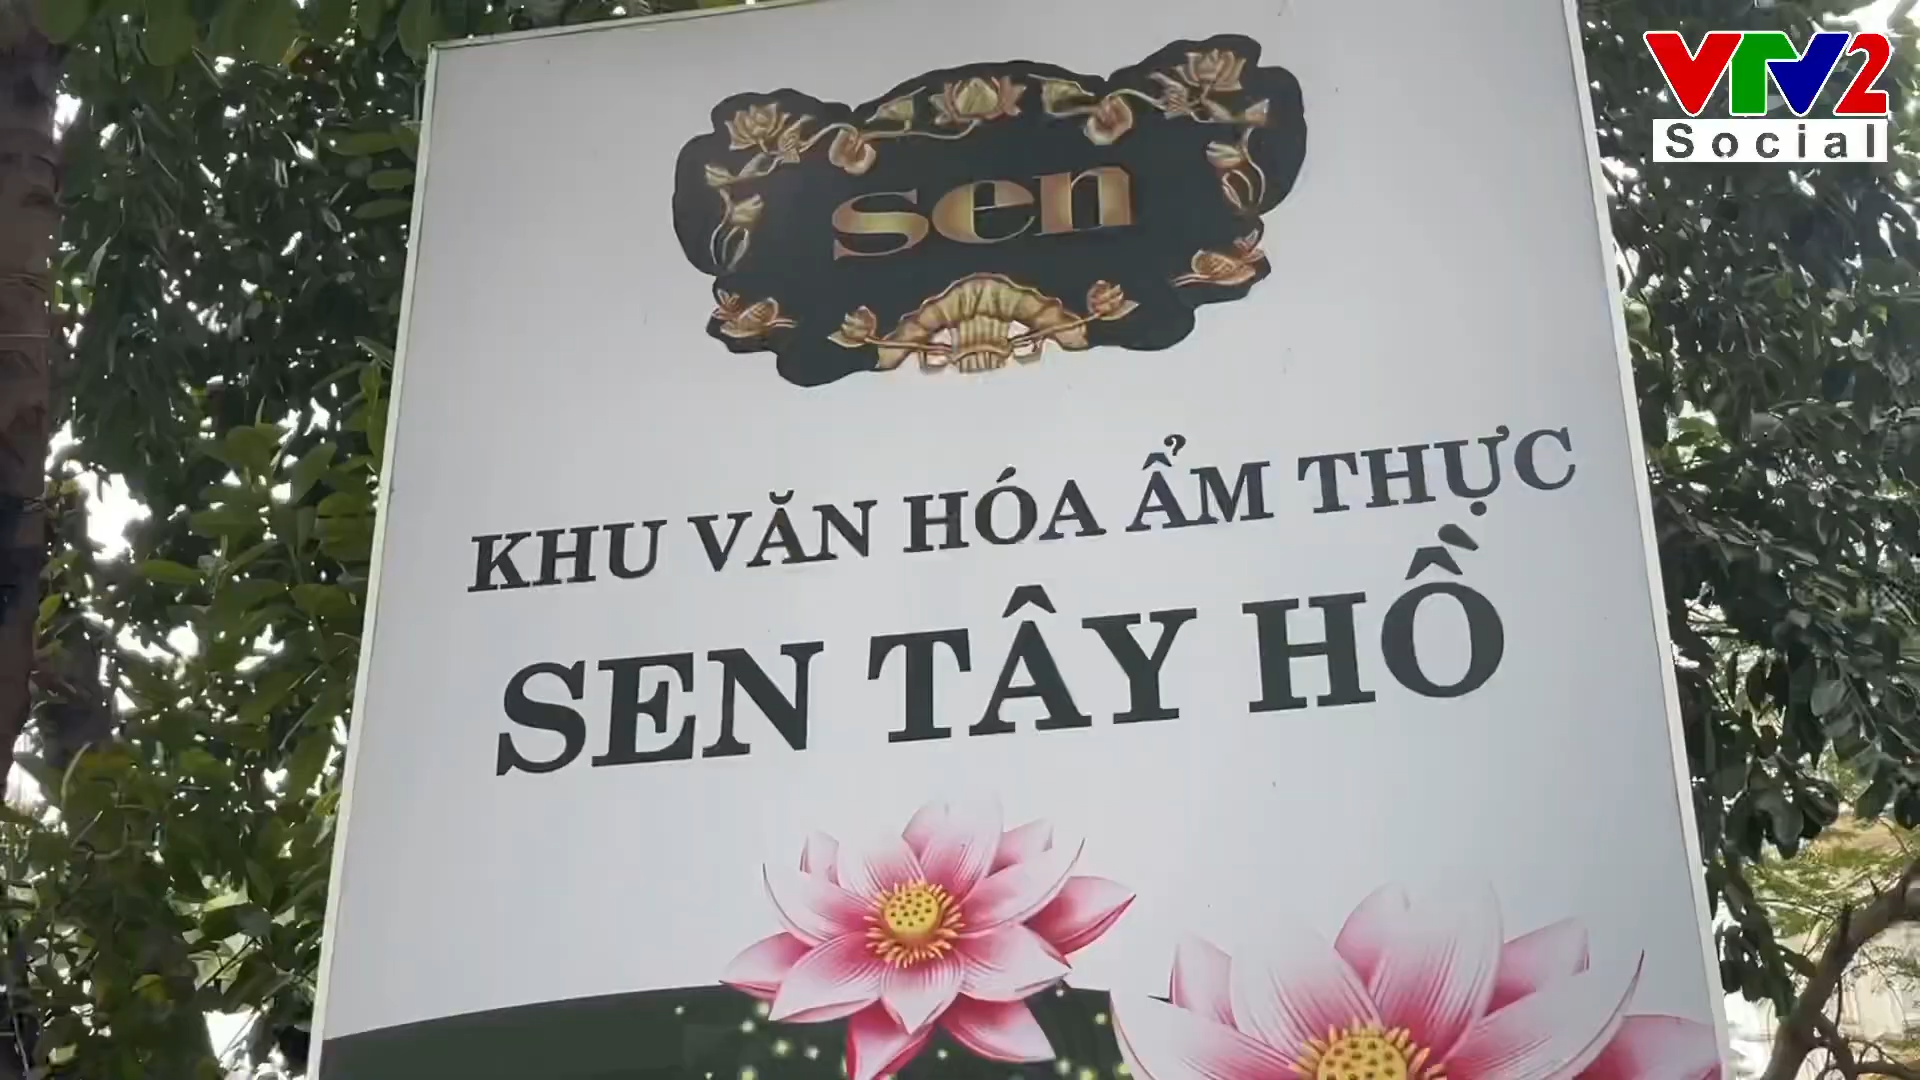 VTV2
Social
sen
KHU VĂN HÓA ẨM THỰC
SEN TÂY HỒ